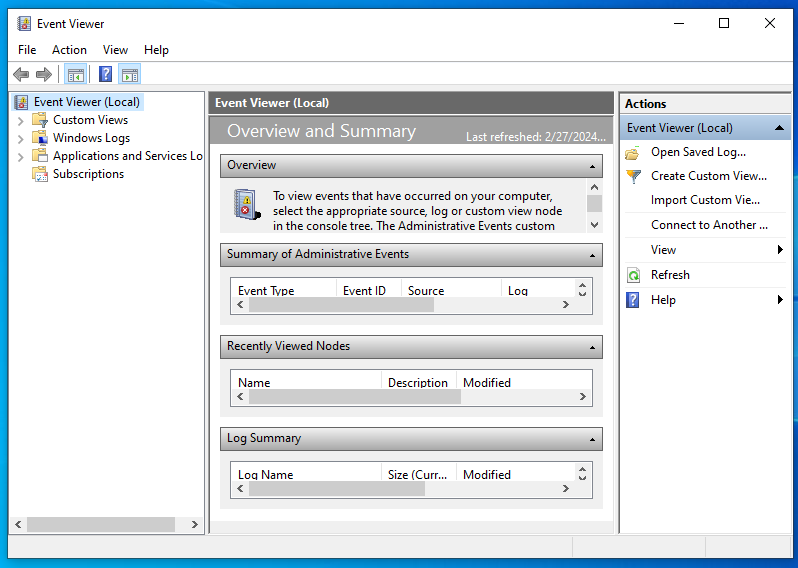 Event Viewer
File Action View Help
Event Viewer (Local)
Custom Views
Windows Logs
Applications and Services Lo
Subscriptions
Event Viewer (Local)
Overview and Summary
Last refreshed: 2/27/2024...
Overview
To view events that have occurred on your computer,
select the appropriate source, log or custom view node
in the console tree. The Administrative Events custom
Summary of Administrative Events
Event Type Event ID Source Log
Recently Viewed Nodes
Name Description Modified
Log Summary
Log Name Size (Curr... Modified
Actions
Event Viewer (Local)
Open Saved Log...
Create Custom View...
Import Custom Vie...
Connect to Another ...
View
Refresh
Help